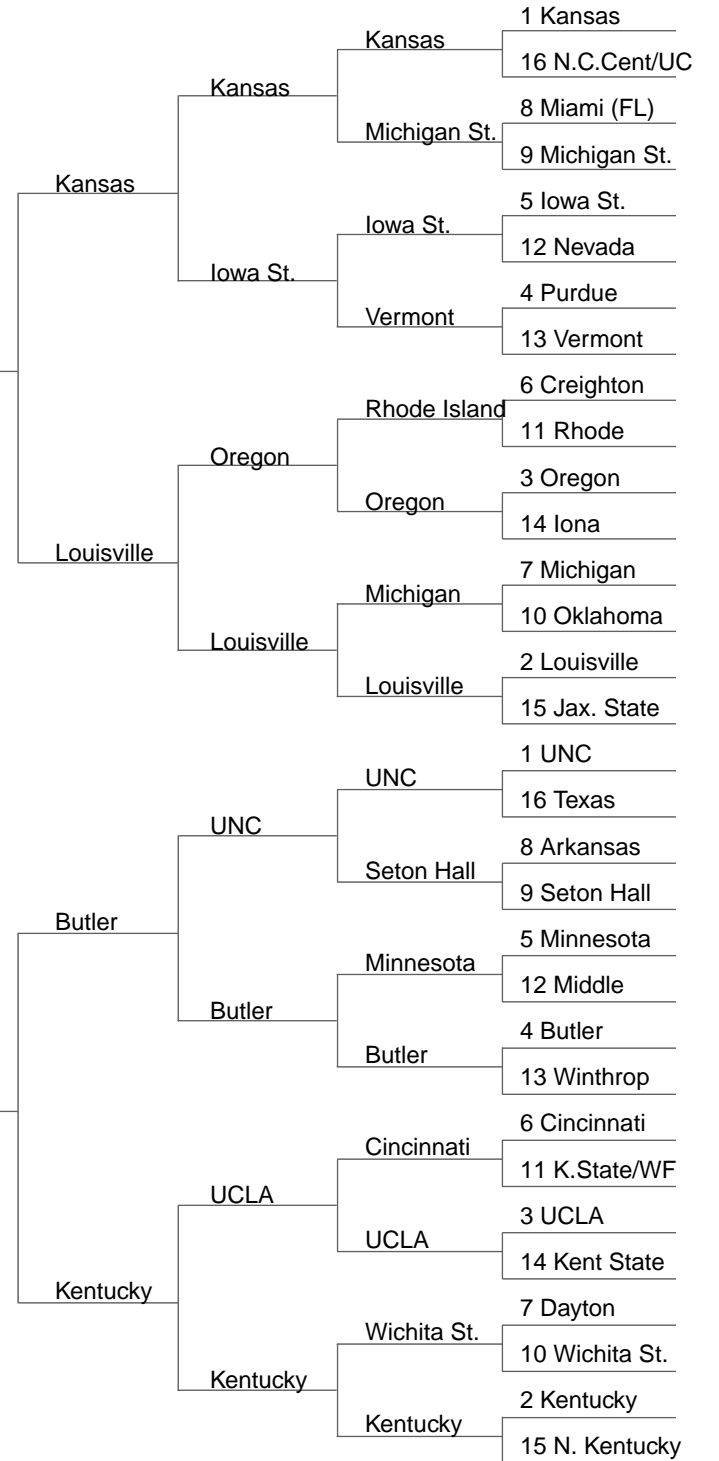 1 Kansas
Kansas
16 N.C.Cent/UC
Kansas
8 Miami (FL)
Michigan St.
9 Michigan St.
Kansas
5 Iowa St.
Iowa St.
12 Nevada
Iowa St.
4 Purdue
Vermont
13 Vermont
6 Creighton
Rhode Island
11 Rhode
Oregon
3 Oregon
Oregon
14 Iona
Louisville
7 Michigan
Michigan
10 Oklahoma
Louisville
2 Louisville
Louisville
15 Jax. State
1 UNC
UNC
16 Texas
UNC
8 Arkansas
Seton Hall
9 Seton Hall
Butler
5 Minnesota
Minnesota
12 Middle
Butler
4 Butler
Butler
13 Winthrop
6 Cincinnati
Cincinnati
11 K.State/WF
UCLA
3 UCLA
UCLA
14 Kent State
Kentucky
7 Dayton
Wichita St.
10 Wichita St.
Kentucky
2 Kentucky
Kentucky
15 N. Kentucky